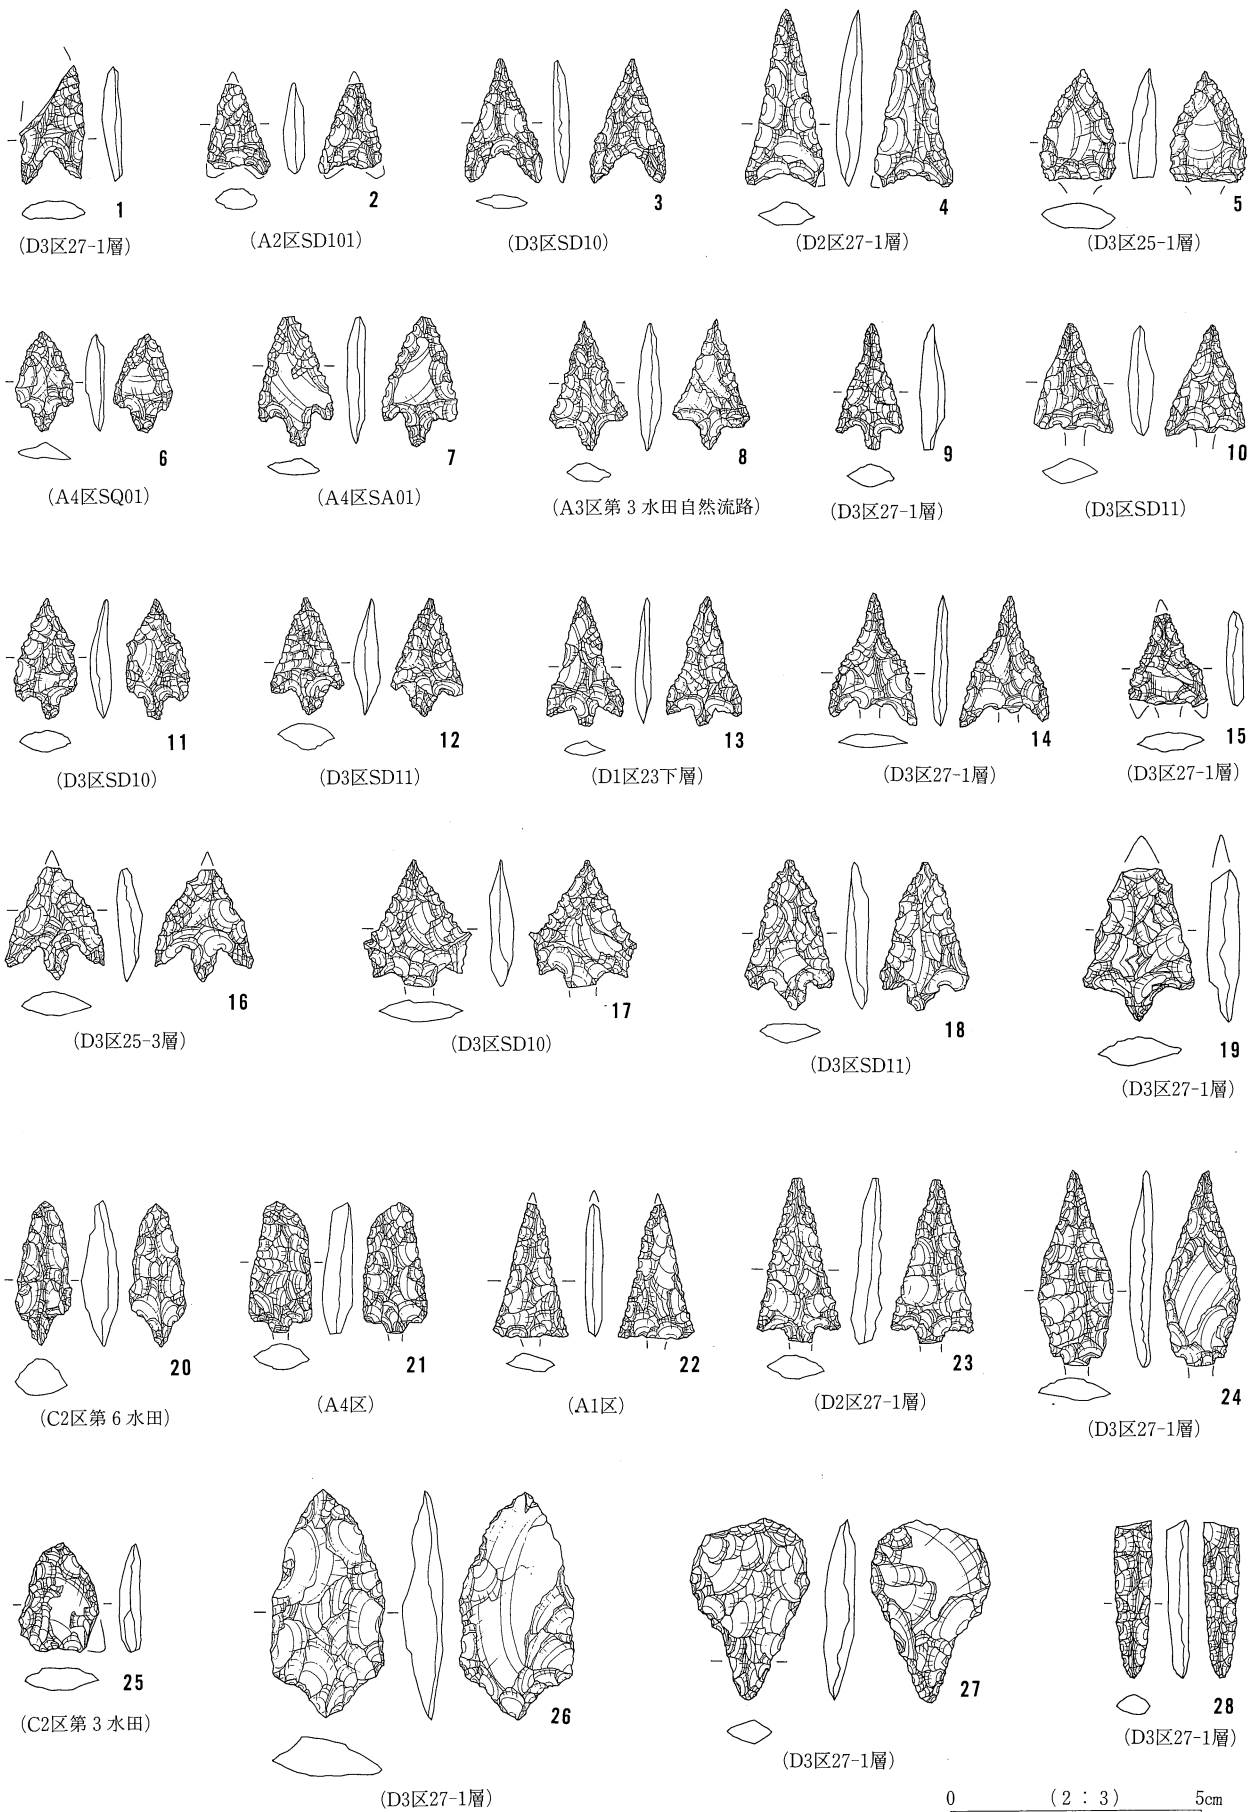 1
(D3区27-1層)
2
(A2区SD101)
3
(D3区SD10)
4
(D2区27-1層)
5
(D3区25-1層)
6
(A4区SQ01)
7
(A4区SA01)
8
(A3区第3水田自然流路)
9
(D3区27-1層)
10
(D3区SD11)
11
(D3区SD10)
12
(D3区SD11)
13
(D1区23下層)
14
(D3区27-1層)
15
(D3区27-1層)
16
(D3区25-3層)
17
(D3区SD10)
18
(D3区SD11)
19
(D3区27-1層)
20
(C2区第6水田)
21
(A4区)
22
(A1区)
23
(D2区27-1層)
24
(D3区27-1層)
25
(C2区第3水田)
26
(D3区27-1層)
27
(D3区27-1層)
28
(D3区27-1層)
0 (2:3) 5cm